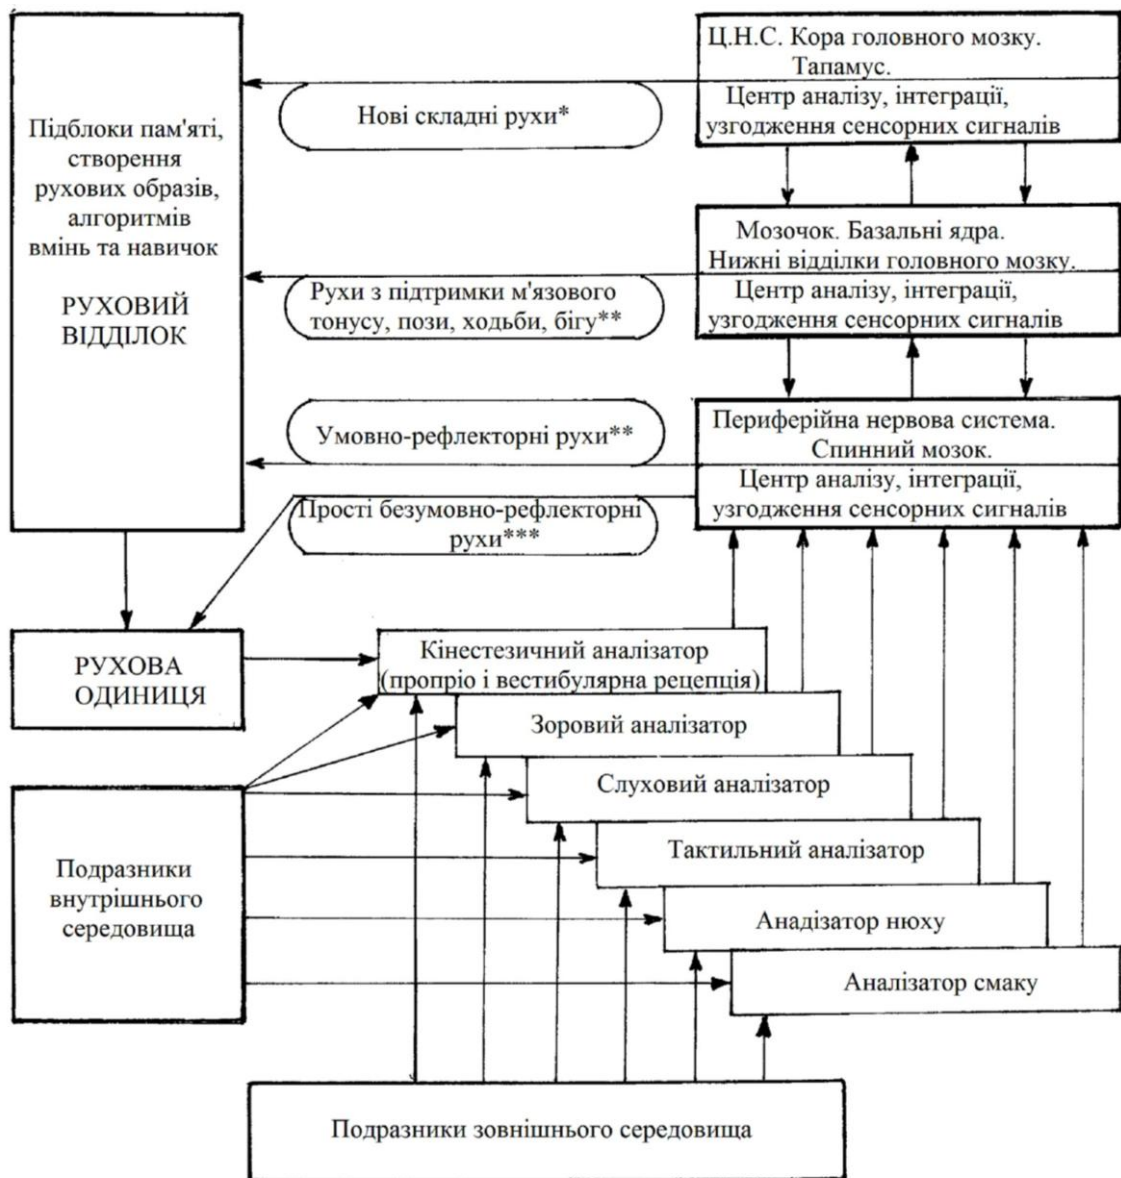 Підблоки пам'яті,
створення
рухових образів,
алгоритмів
вмінь та навичок
РУХОВИЙ
ВІДДІЛОК
Ц.Н.С. Кора головного мозку.
Тапамус.
Центр аналізу, інтеграції,
узгодження сенсорних сигналів
Нові складні рухи*
Мозочок. Базальні ядра.
Нижні відділки головного мозку.
Центр аналізу, інтеграції,
узгодження сенсорних сигналів
Рухи з підтримки м'язового
тонусу, пози, ходьби, бігу**
Умовно-рефлекторні рухи**
Периферійна нервова система.
Спинний мозок.
Центр аналізу, інтеграції,
узгодження сенсорних сигналів
Прості безумовно-рефлекторні
рухи***
РУХОВА
ОДИНИЦЯ
Кінестезичний аналізатор
(пропріо і вестибулярна рецепція)
Зоровий аналізатор
Слуховий аналізатор
Тактильний аналізатор
Анадізатор нюху
Аналізатор смаку
Подразники
внутрішнього
середовища
Подразники зовнішнього середовища